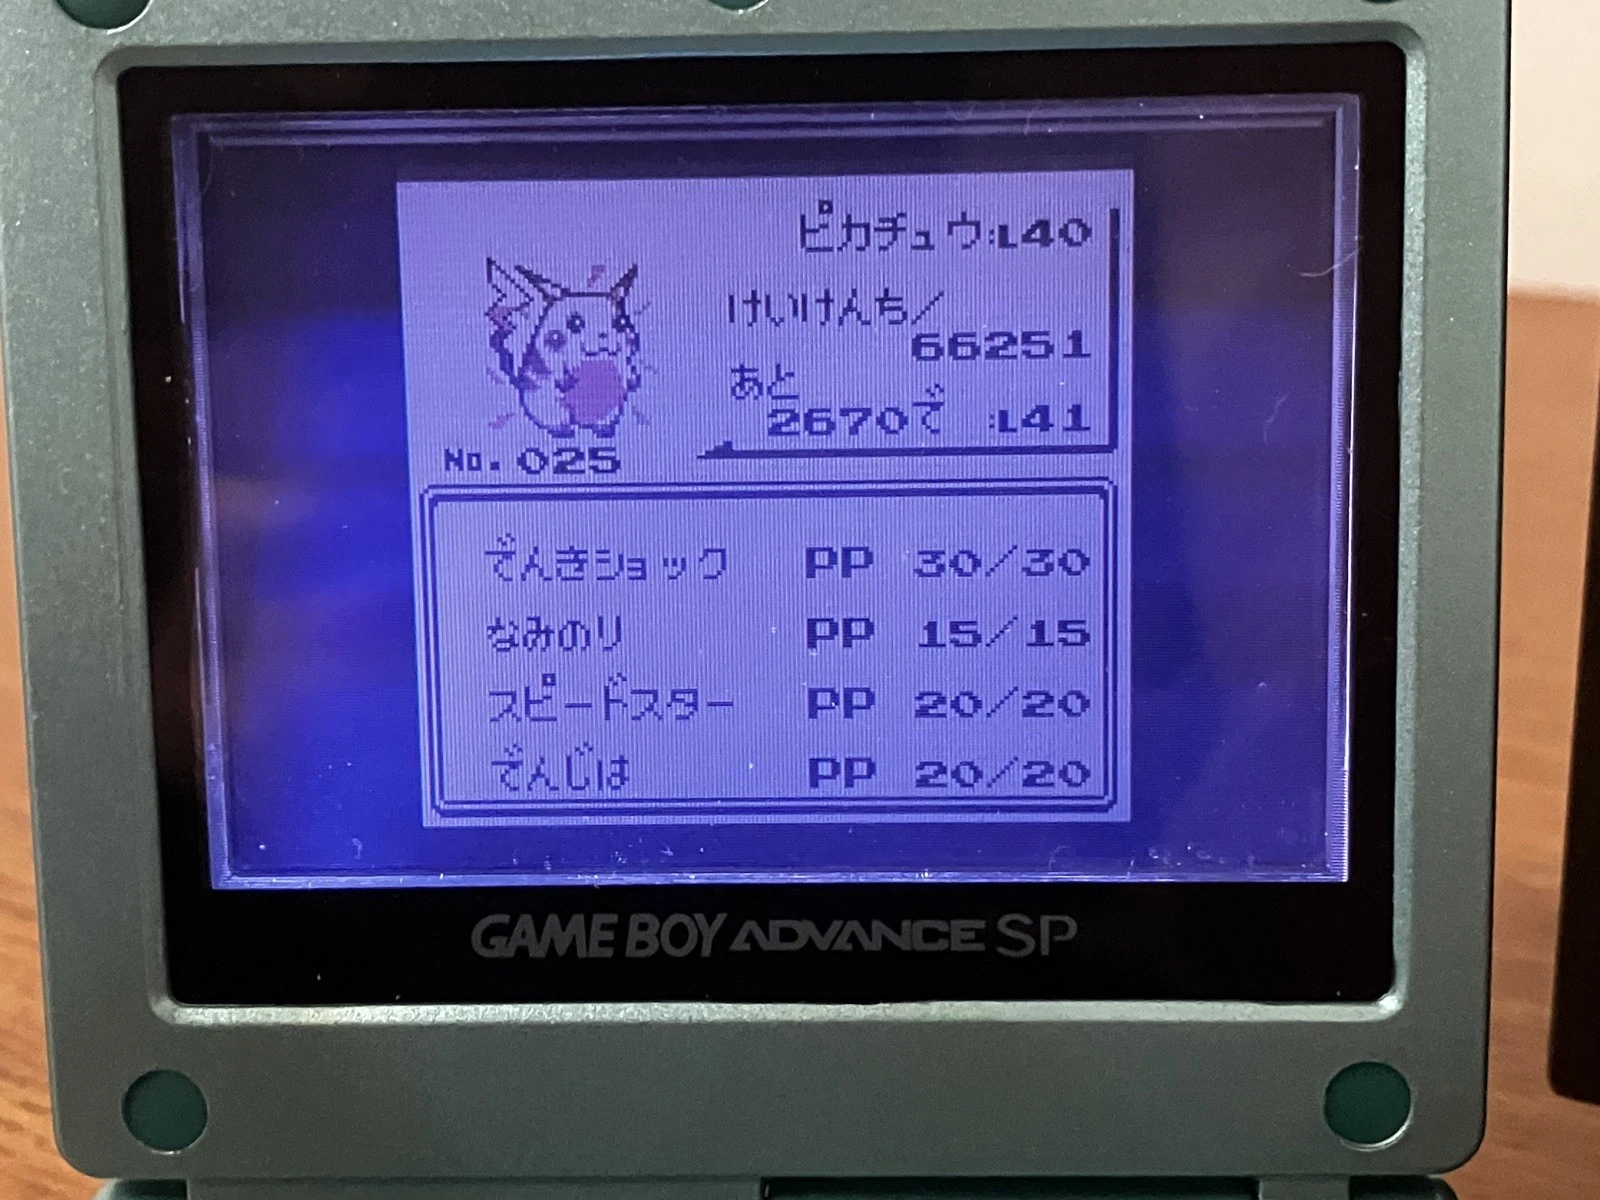 ピカチュウ:L40
けいけんち/
66251
あと
2670で :L41
No.025
でんきショック PP 30/30
なみのり PP 15/15
スピードスター PP 20/20
でんじは PP 20/20
GAME BOY ADVANCE SP